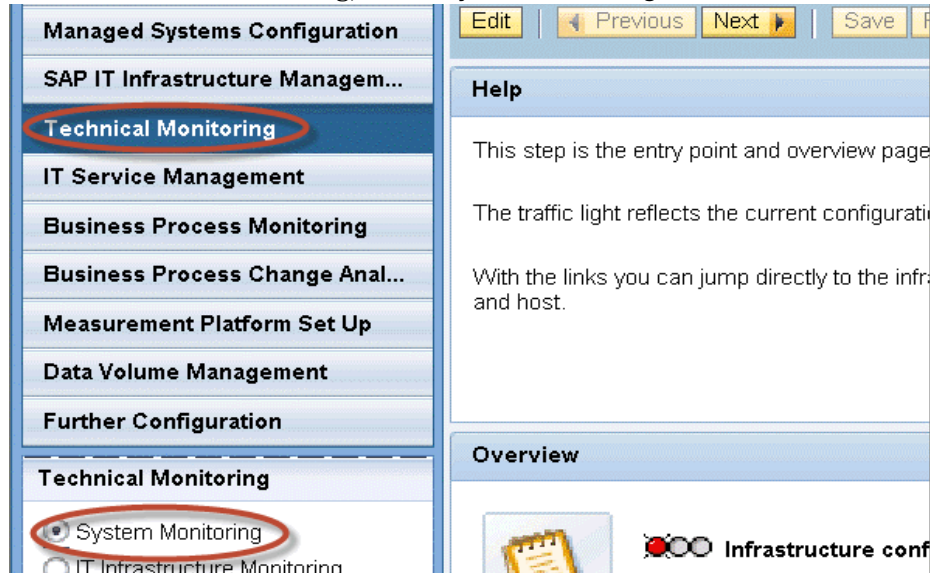 Managed Systems Configuration
SAP IT Infrastructure Managem...
Technical Monitoring
IT Service Management
Business Process Monitoring
Business Process Change Anal...
Measurement Platform Set Up
Data Volume Management
Further Configuration
Technical Monitoring
System Monitoring
IT Infrastructure Monitoring
Edit Previous Next Save
Help
This step is the entry point and overview page
The traffic light reflects the current configurati
With the links you can jump directly to the infr
and host.
Overview
Infrastructure conf